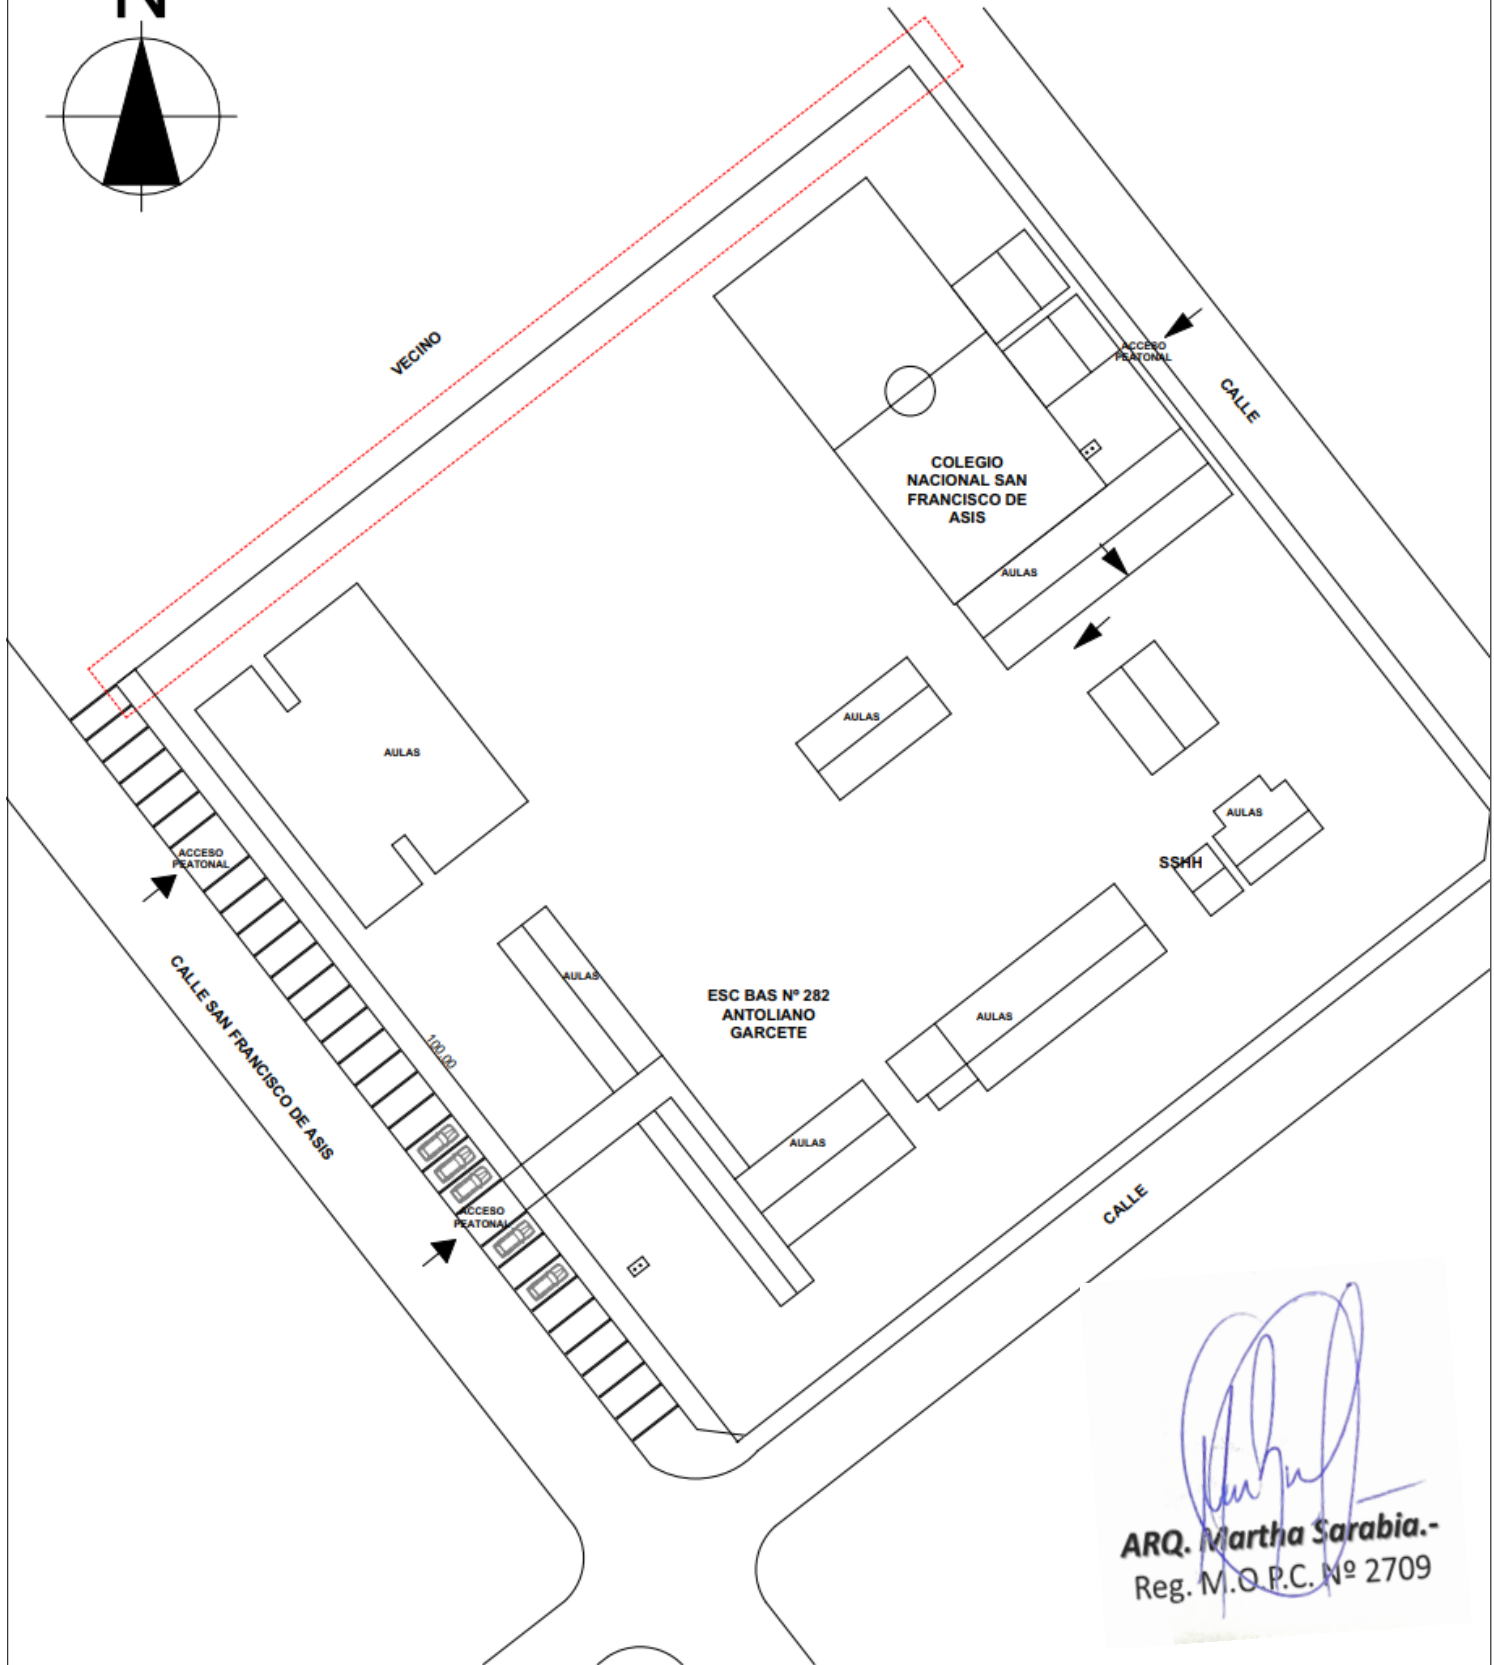 N
VECINO
ACCESO
PEATONAL
CALLE
COLEGIO
NACIONAL SAN
FRANCISCO DE
ASIS
AULAS
AULAS
AULAS
AULAS
SSHH
ACCESO
PEATONAL
CALLE SAN FRANCISCO DE ASIS
AULAS
ESC BAS Nº 282
ANTOLIANO
GARCETE
AULAS
100,00
AULAS
ACCESO
PEATONAL
CALLE
ARQ. Martha Sarabia.-
Reg. M.O.P.C. Nº 2709